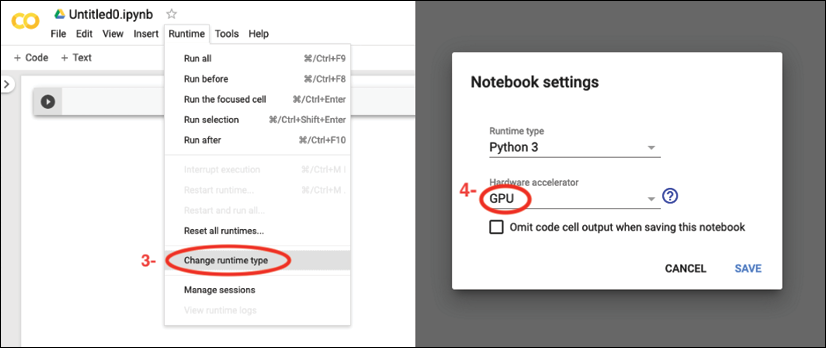 Untitled0.ipynb
File Edit View Insert Runtime Tools Help
+ Code + Text
Run all ⌘/Ctrl+F9
Run before ⌘/Ctrl+F8
Run the focused cell ⌘/Ctrl+Enter
Run selection ⌘/Ctrl+Shift+Enter
Run after ⌘/Ctrl+F10
Interrupt execution ⌘/Ctrl+M I
Restart runtime... ⌘/Ctrl+M .
Restart and run all...
Reset all runtimes...
3- Change runtime type
Manage sessions
View runtime logs
Notebook settings
Runtime type
Python 3
Hardware accelerator
4- GPU ?
Omit code cell output when saving this notebook
CANCEL SAVE